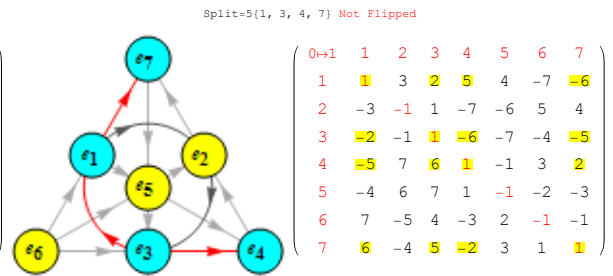 Split=5{1, 3, 4, 7} Not Flipped
e7
e1
e2
e5
e6
e3
e4
0↦1 1 2 3 4 5 6 7
1 1 3 2 5 4 −7 −6
2 −3 −1 1 −7 −6 5 4
3 −2 −1 1 −6 −7 −4 −5
4 −5 7 6 1 −1 3 2
5 −4 6 7 1 −1 −2 −3
6 7 −5 4 −3 2 −1 −1
7 6 −4 5 −2 3 1 1